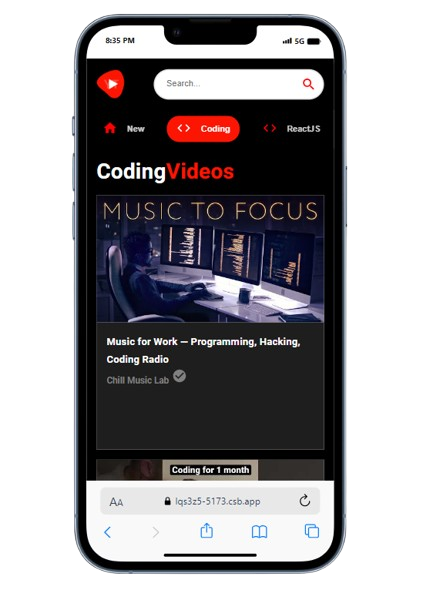 8:35 PM
5G
Search...
New
Coding
ReactJS
CodingVideos
MUSIC TO FOCUS
Music for Work — Programming, Hacking,
Coding Radio
Chill Music Lab
Coding for 1 month
AA
lqs3z5-5173.csb.app